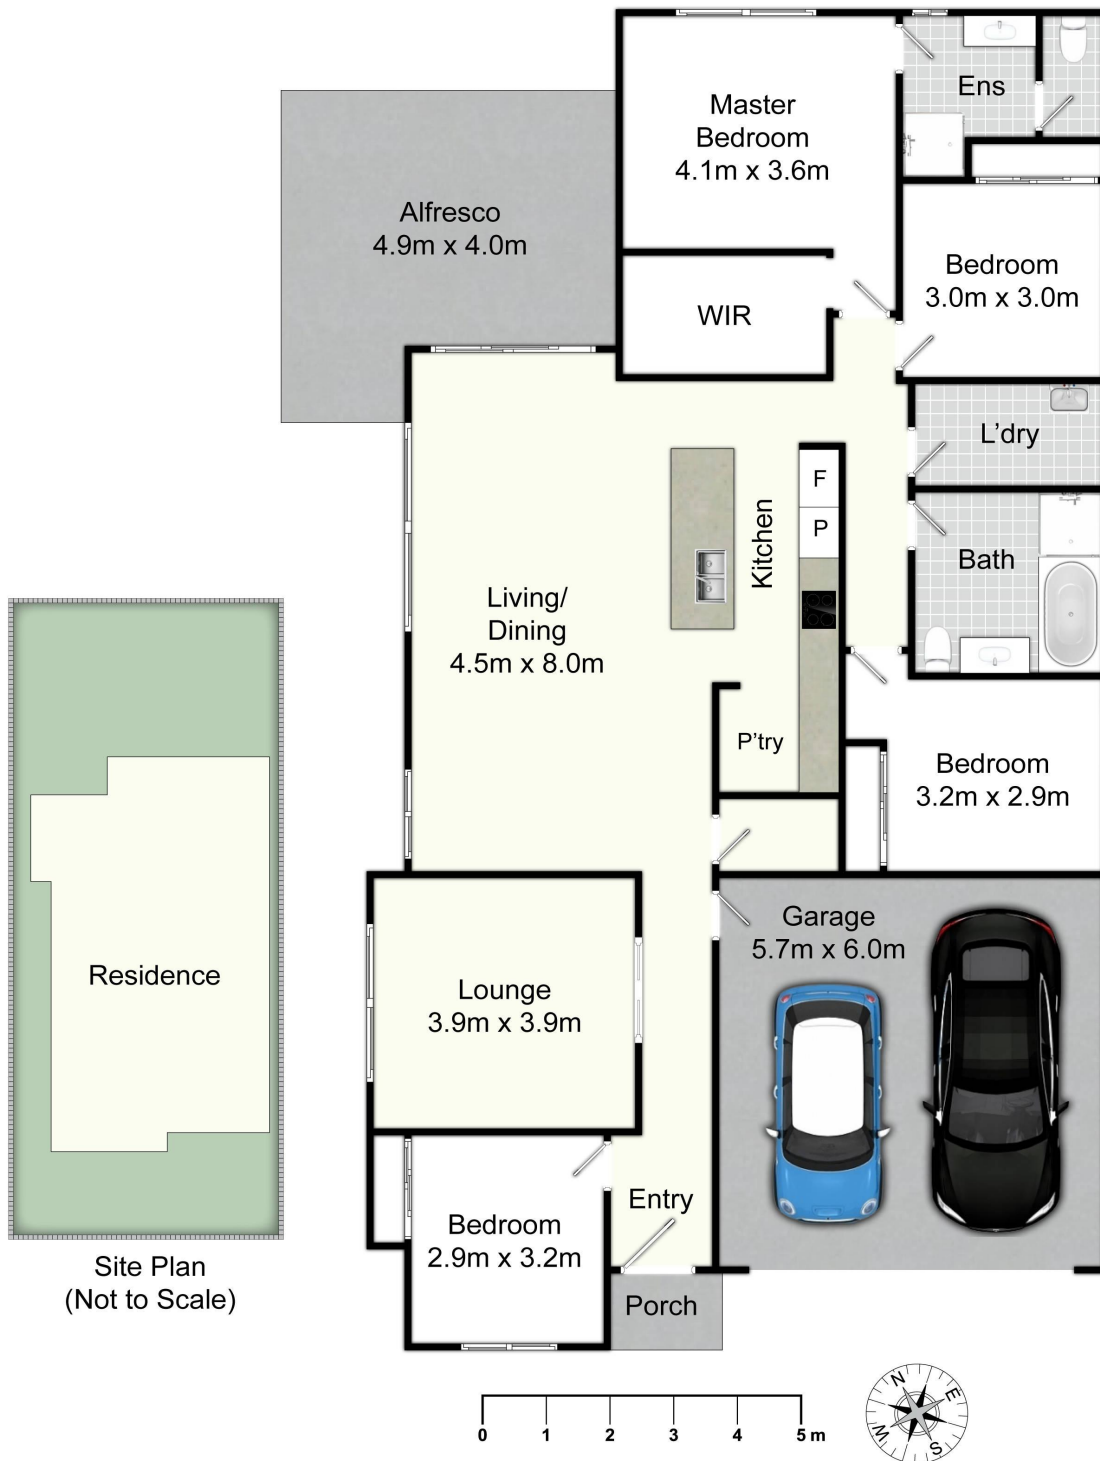 Master
Bedroom
4.1m x 3.6m
Ens
Alfresco
4.9m x 4.0m
Bedroom
3.0m x 3.0m
WIR
L'dry
F
P
Kitchen
Bath
Living/
Dining
4.5m x 8.0m
P'try
Bedroom
3.2m x 2.9m
Garage
5.7m x 6.0m
Lounge
3.9m x 3.9m
Residence
Entry
Bedroom
2.9m x 3.2m
Porch
Site Plan
(Not to Scale)
0 1 2 3 4 5 m
N
E
W
S